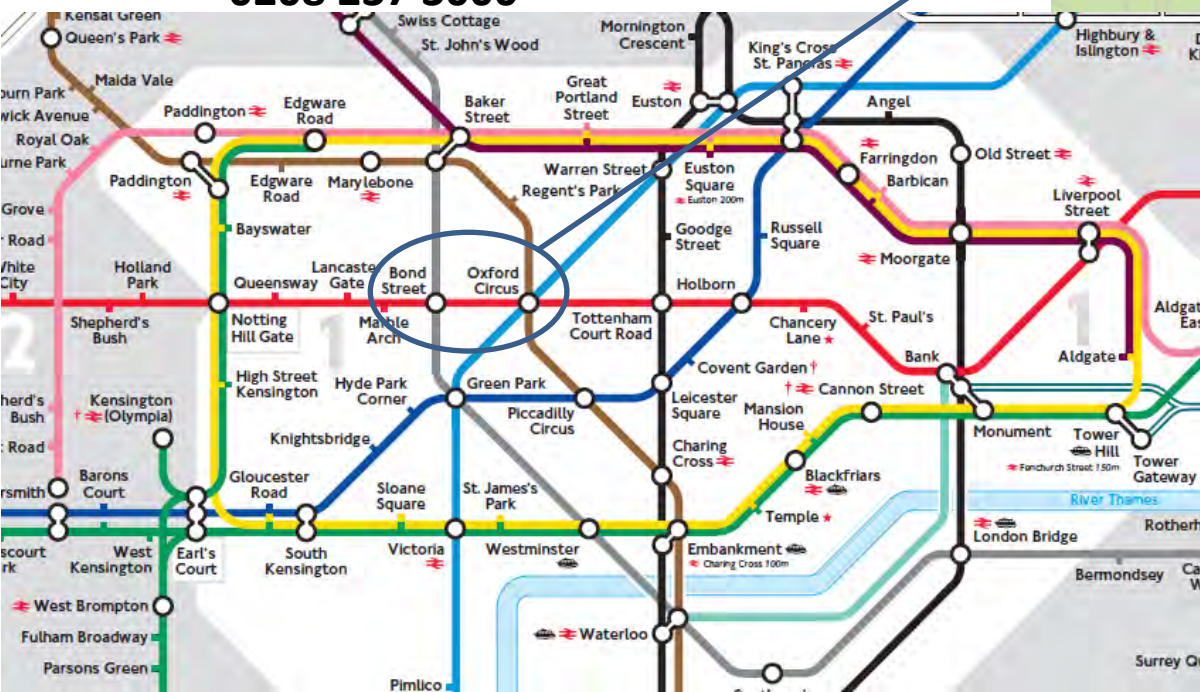 Kensal Green
Queen's Park
Maida Vale
Paddington
Edgware
Road
Royal Oak
Paddington
Edgware
Road
Marylebone
Swiss Cottage
St. John's Wood
Baker
Street
Great
Portland
Street
Mornington
Crescent
Euston
King's Cross
St. Pancras
Highbury &
Islington
Angel
Old Street
Farringdon
Barbican
Liverpool
Street
Moorgate
Warren Street
Euston
Square
Euston 200m
Regent's Park
Goodge
Street
Russell
Square
Bayswater
Holland
Park
Queensway
Lancaster
Gate
Bond
Street
Oxford
Circus
Holborn
Shepherd's
Bush
Notting
Hill Gate
1
Marble
Arch
Tottenham
Court Road
Chancery
Lane
St. Paul's
1
2
Aldgate
Bank
High Street
Kensington
Kensington
(Olympia)
Hyde Park
Corner
Green Park
Piccadilly
Circus
Covent Garden †
Leicester
Square
† Cannon Street
Mansion
House
Monument
Tower
Hill
Fenchurch Street 150m
Tower
Gateway
Knightsbridge
Charing
Cross
Blackfriars
Temple
River Thames
Barons
Court
Gloucester
Road
Sloane
Square
St. James's
Park
West
Kensington
Earl's
Court
South
Kensington
Victoria
Westminster
Embankment
Charing Cross 100m
London Bridge
Bermondsey
West Brompton
Fulham Broadway
Parsons Green
Waterloo
Pimlico